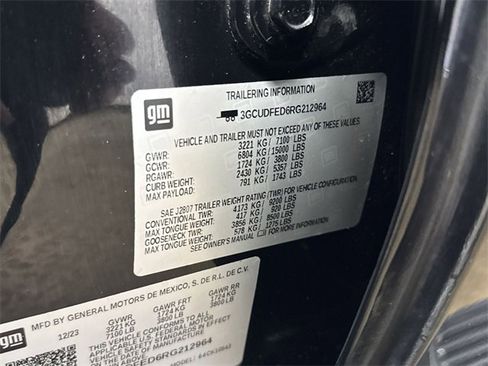 gm
TRAILERING INFORMATION
3GCUDFED6RG212964
VEHICLE AND TRAILER MUST NOT EXCEED ANY OF THESE VALUES
GVWR: 3221 KG/ 7100 LBS
GCWR: 6804 KG/ 15000 LBS
RGAWR: 1724 KG/ 3800 LBS
CURB WEIGHT: 2430 KG/ 5357 LBS
MAX PAYLOAD: 791 KG/ 1743 LBS
SAE J2807 TRAILER WEIGHT RATING (TWR) FOR VEHICLE CONFIGURATION
CONVENTIONAL TWR: 4173 KG/ 9200 LBS
MAX TONGUE WEIGHT: 417 KG/ 920 LBS
GOOSENECK TWR: 3856 KG/ 8500 LBS
MAX TONGUE WEIGHT: 578 KG/ 1275 LBS
SEE OWNER'S MANUAL FOR MORE INFORMATION
gm
MFD BY GENERAL MOTORS DE MEXICO, S. DE R.L. DE C.V.
12/23 GVWR GAWR FRT GAWR RR
3221 KG 1724 KG 1724 KG
7100 LB 3800 LB 3800 LB
THIS VEHICLE CONFORMS TO ALL
APPLICABLE U.S. FEDERAL
SAFETY
ED6RG212964
MODEL: